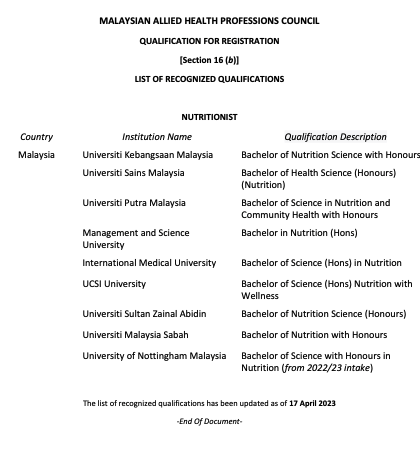 MALAYSIAN ALLIED HEALTH PROFESSIONS COUNCIL
QUALIFICATION FOR REGISTRATION
[Section 16 (b)]
LIST OF RECOGNIZED QUALIFICATIONS
NUTRITIONIST
Country Institution Name Qualification Description
Malaysia Universiti Kebangsaan Malaysia Bachelor of Nutrition Science with Honours
Universiti Sains Malaysia Bachelor of Health Science (Honours)
(Nutrition)
Universiti Putra Malaysia Bachelor of Science in Nutrition and
Community Health with Honours
Management and Science Bachelor in Nutrition (Hons)
University
International Medical University Bachelor of Science (Hons) in Nutrition
UCSI University Bachelor of Science (Hons) Nutrition with
Wellness
Universiti Sultan Zainal Abidin Bachelor of Nutrition Science (Honours)
Universiti Malaysia Sabah Bachelor of Nutrition with Honours
University of Nottingham Malaysia Bachelor of Science with Honours in
Nutrition (from 2022/23 intake)
The list of recognized qualifications has been updated as of 17 April 2023
-End Of Document-